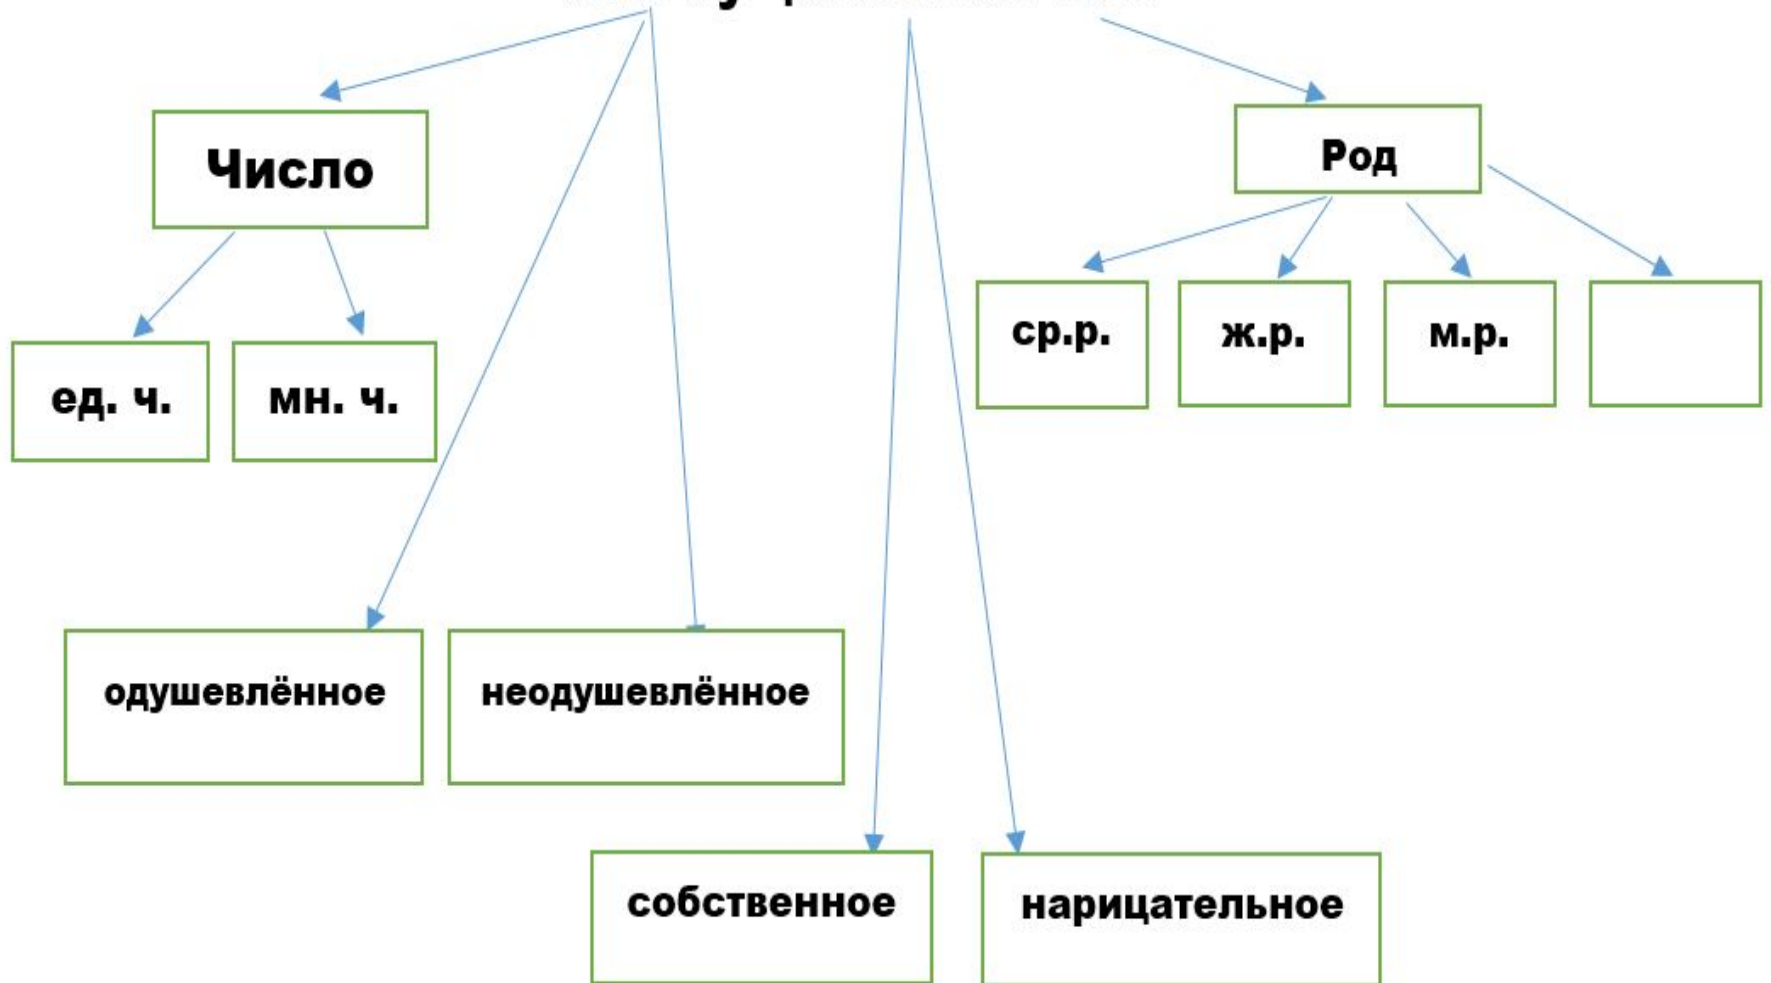 Число
Род
ср.р.
ж.р.
м.р.
ед. ч.
мн. ч.
одушевлённое
неодушевлённое
собственное
нарицательное